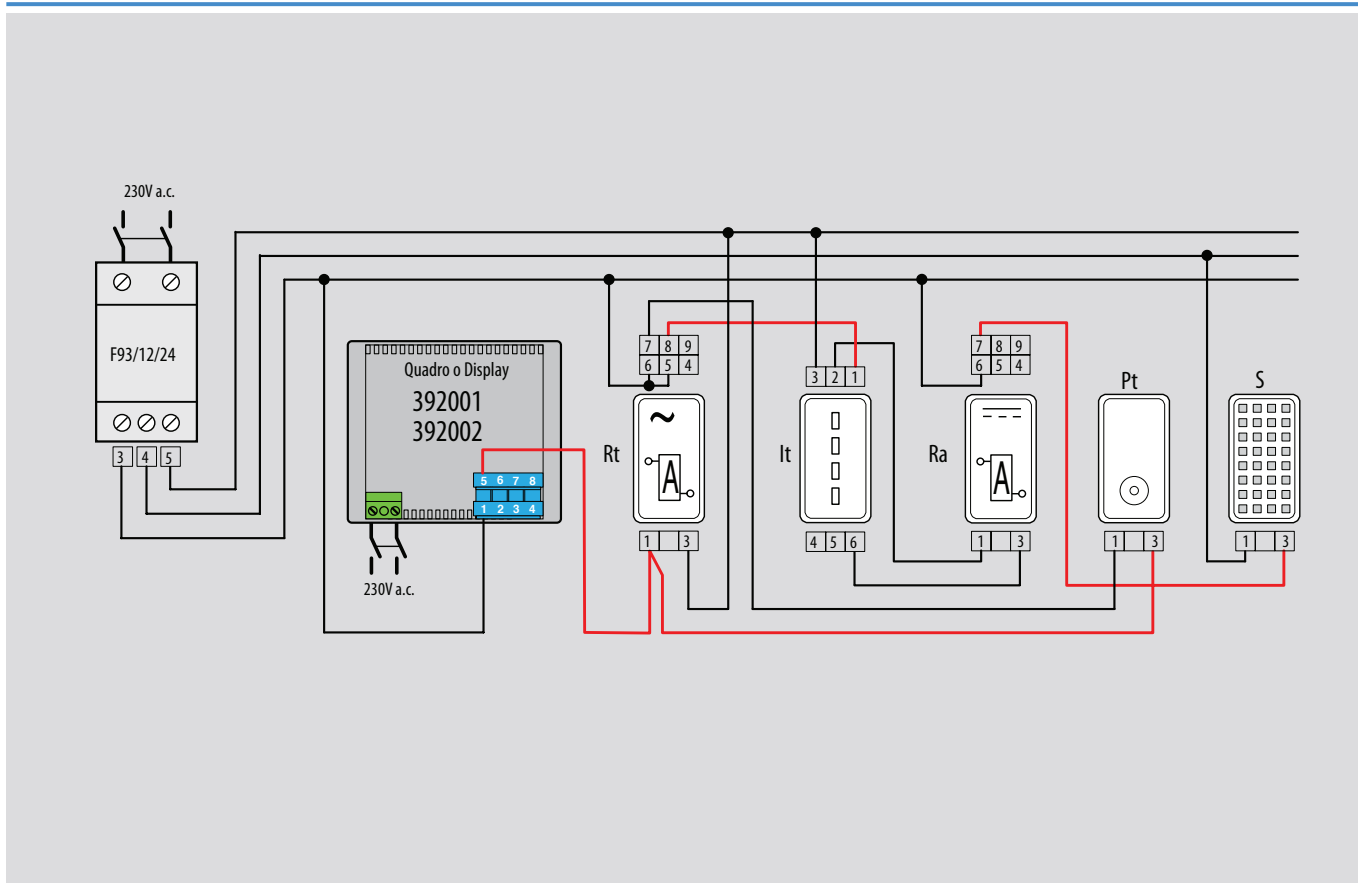 230V a.c.
F93/12/24
3 4 5
Quadro o Display
392001
392002
5 6 7 8
1 2 3 4
230V a.c.
7 8 9
6 5 4
~
Rt
A
1 3
3 2 1
It
4 5 6
7 8 9
6 5 4
Ra
A
1 3
Pt
1 3
S
1 3